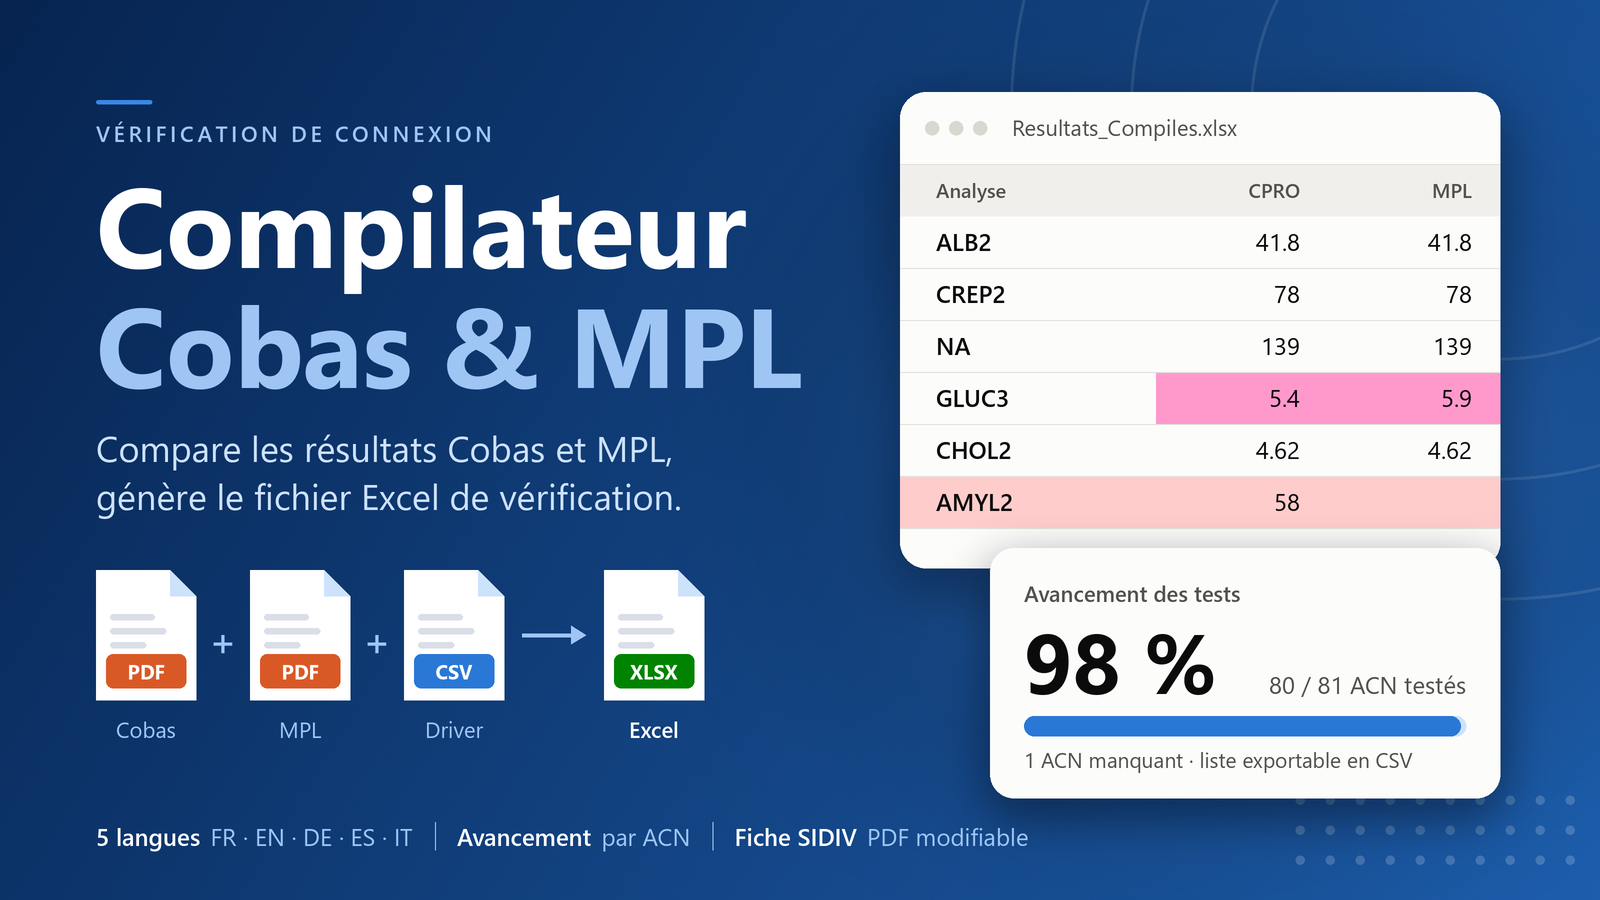 VÉRIFICATION DE CONNEXION
Compilateur
Cobas & MPL
Compare les résultats Cobas et MPL,
génère le fichier Excel de vérification.
PDF + PDF + CSV XLSX
Cobas MPL Driver Excel
5 langues FR · EN · DE · ES · IT | Avancement par ACN | Fiche SIDIV PDF modifiable
Resultats_Compiles.xlsx
Analyse CPRO MPL
ALB2 41.8 41.8
CREP2 78 78
NA 139 139
GLUC3 5.4 5.9
CHOL2 4.62 4.62
AMYL2 58
Avancement des tests
98 % 80 / 81 ACN testés
1 ACN manquant · liste exportable en CSV